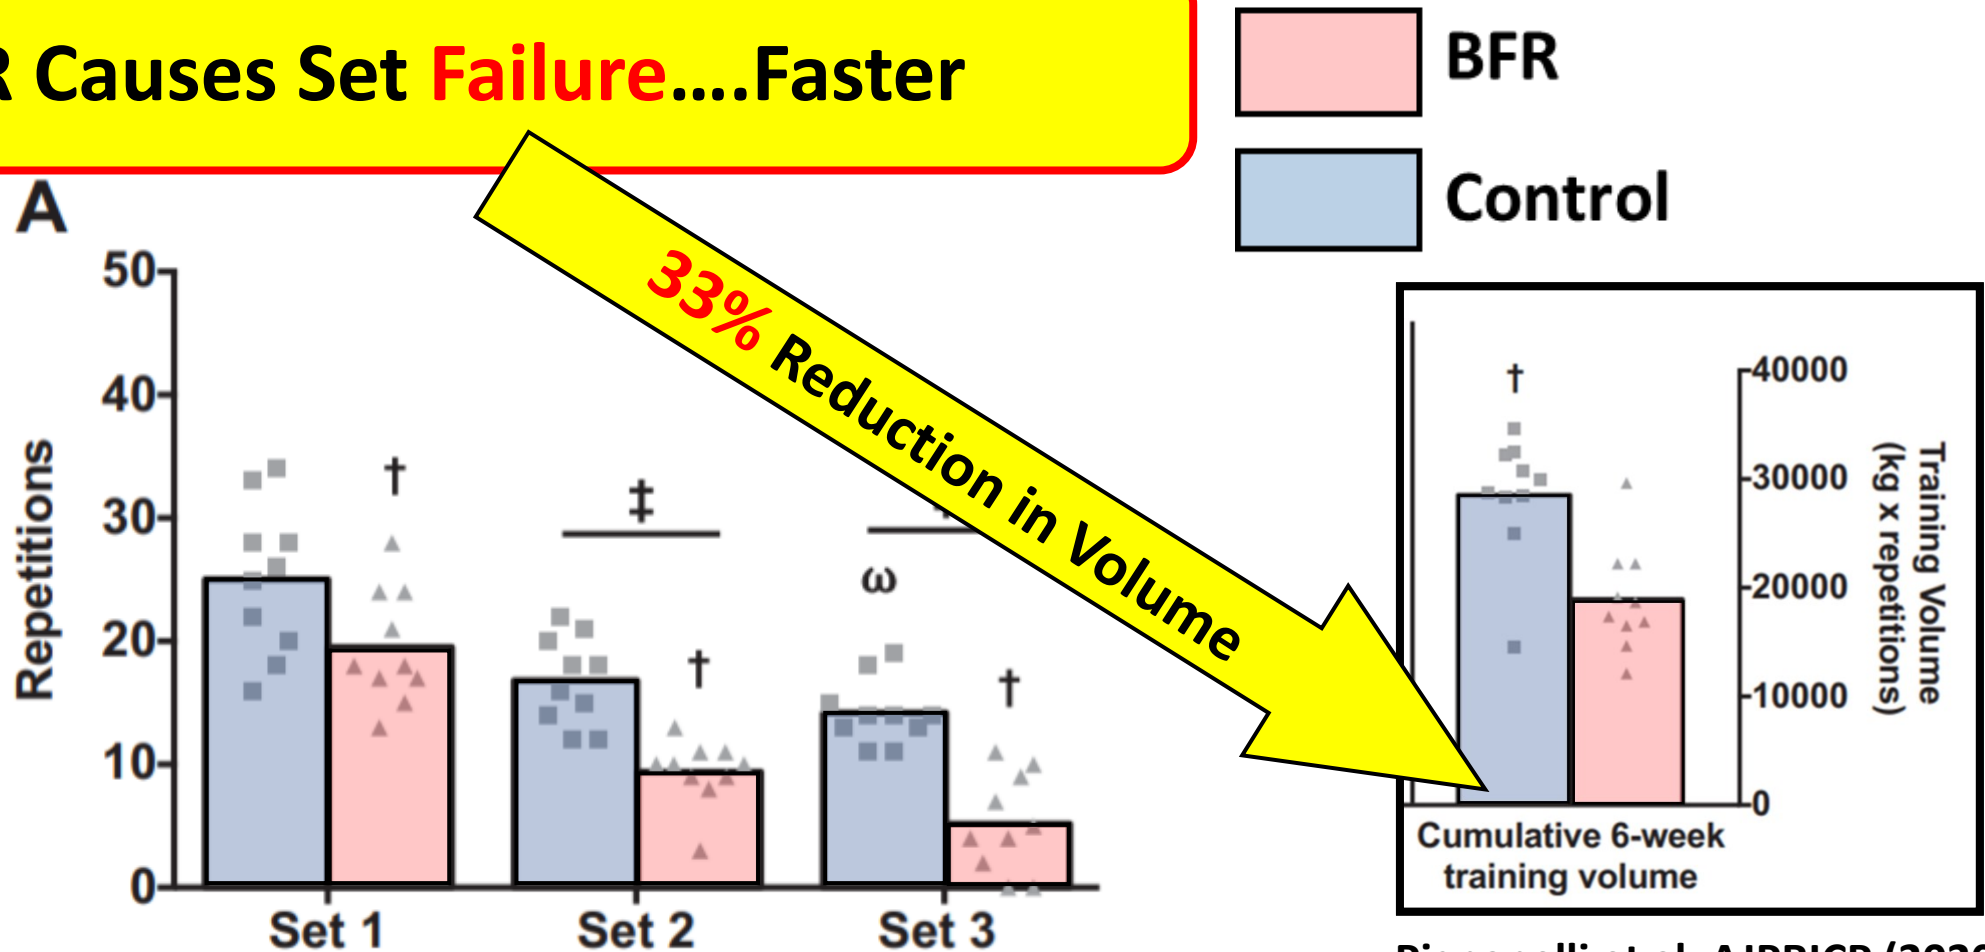 R Causes Set Failure....Faster
BFR
Control
A
33% Reduction in Volume
50
40
30
20
10
0
Repetitions
†
‡
†
ω
†
Set 1
Set 2
Set 3
†
40000
30000
20000
10000
0
Training Volume
(kg x repetitions)
Cumulative 6-week
training volume